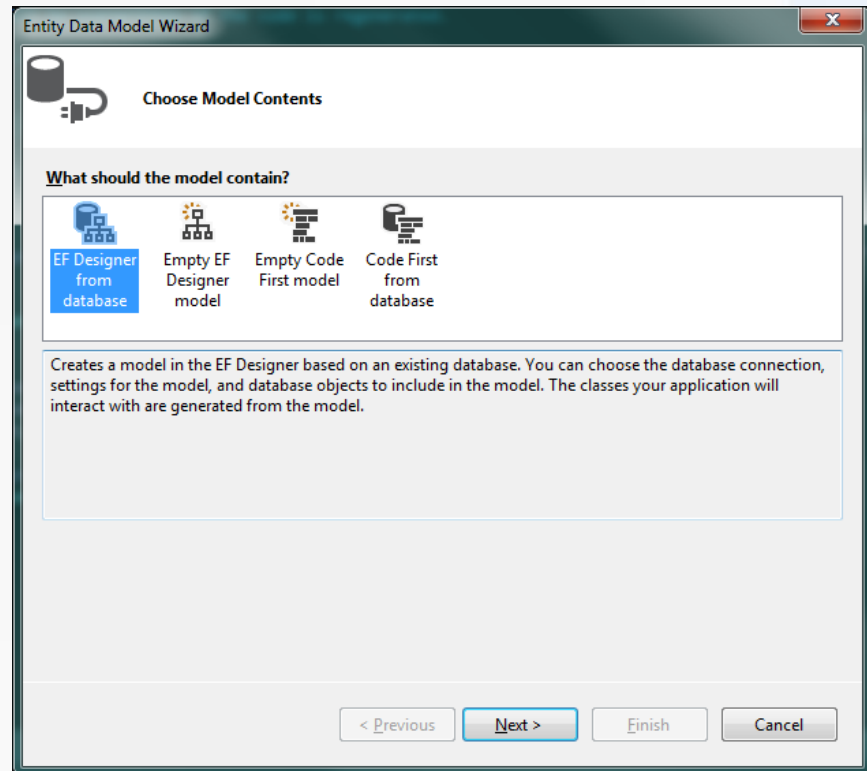 Entity Data Model Wizard
Choose Model Contents
What should the model contain?
EF Designer
from
database
Empty EF
Designer
model
Empty Code
First model
Code First
from
database
Creates a model in the EF Designer based on an existing database. You can choose the database connection,
settings for the model, and database objects to include in the model. The classes your application will
interact with are generated from the model.
< Previous
Next >
Finish
Cancel